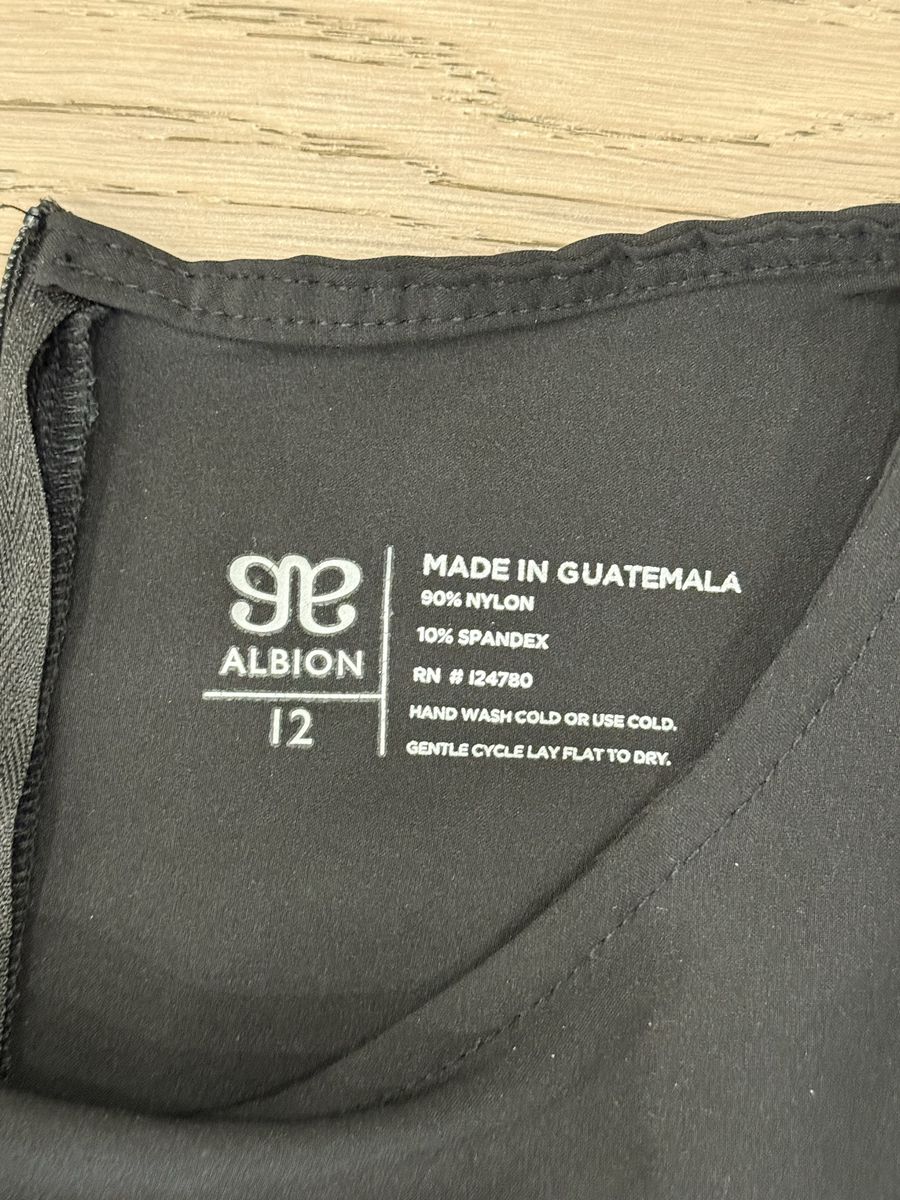 ALBION
12
MADE IN GUATEMALA
90% NYLON
10% SPANDEX
RN # 124780
HAND WASH COLD OR USE COLD.
GENTLE CYCLE LAY FLAT TO DRY.